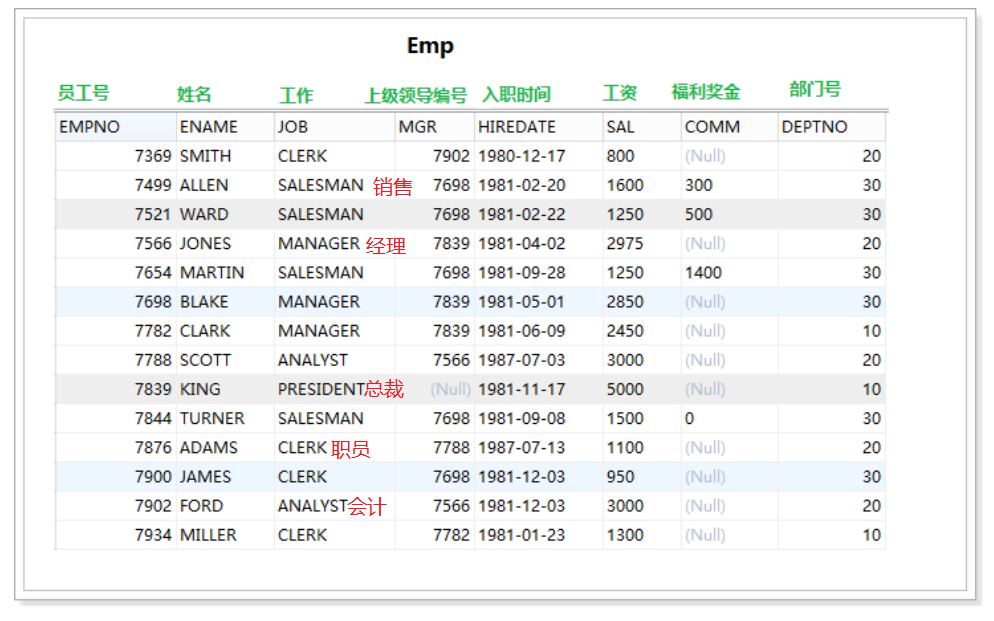 Emp
员工号 姓名 工作 上级领导编号 入职时间 工资 福利奖金 部门号
EMPNO ENAME JOB MGR HIREDATE SAL COMM DEPTNO
7369 SMITH CLERK 7902 1980-12-17 800 (Null) 20
7499 ALLEN SALESMAN 销售 7698 1981-02-20 1600 300 30
7521 WARD SALESMAN 7698 1981-02-22 1250 500 30
7566 JONES MANAGER 经理 7839 1981-04-02 2975 (Null) 20
7654 MARTIN SALESMAN 7698 1981-09-28 1250 1400 30
7698 BLAKE MANAGER 7839 1981-05-01 2850 (Null) 30
7782 CLARK MANAGER 7839 1981-06-09 2450 (Null) 10
7788 SCOTT ANALYST 7566 1987-07-03 3000 (Null) 20
7839 KING PRESIDENT总裁 (Null) 1981-11-17 5000 (Null) 10
7844 TURNER SALESMAN 7698 1981-09-08 1500 0 30
7876 ADAMS CLERK 职员 7788 1987-07-13 1100 (Null) 20
7900 JAMES CLERK 7698 1981-12-03 950 (Null) 30
7902 FORD ANALYST会计 7566 1981-12-03 3000 (Null) 20
7934 MILLER CLERK 7782 1981-01-23 1300 (Null) 10